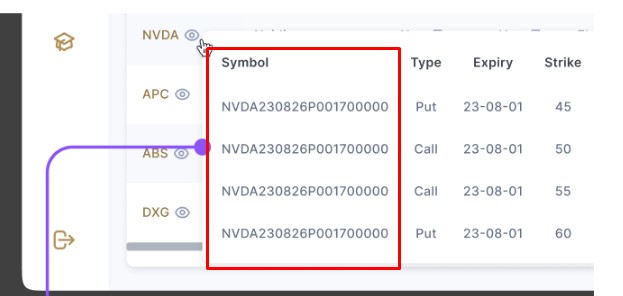 NVDA
Symbol Type Expiry Strike
APC
NVDA230826P001700000 Put 23-08-01 45
ABS
NVDA230826P001700000 Call 23-08-01 50
NVDA230826P001700000 Call 23-08-01 55
DXG
NVDA230826P001700000 Put 23-08-01 60